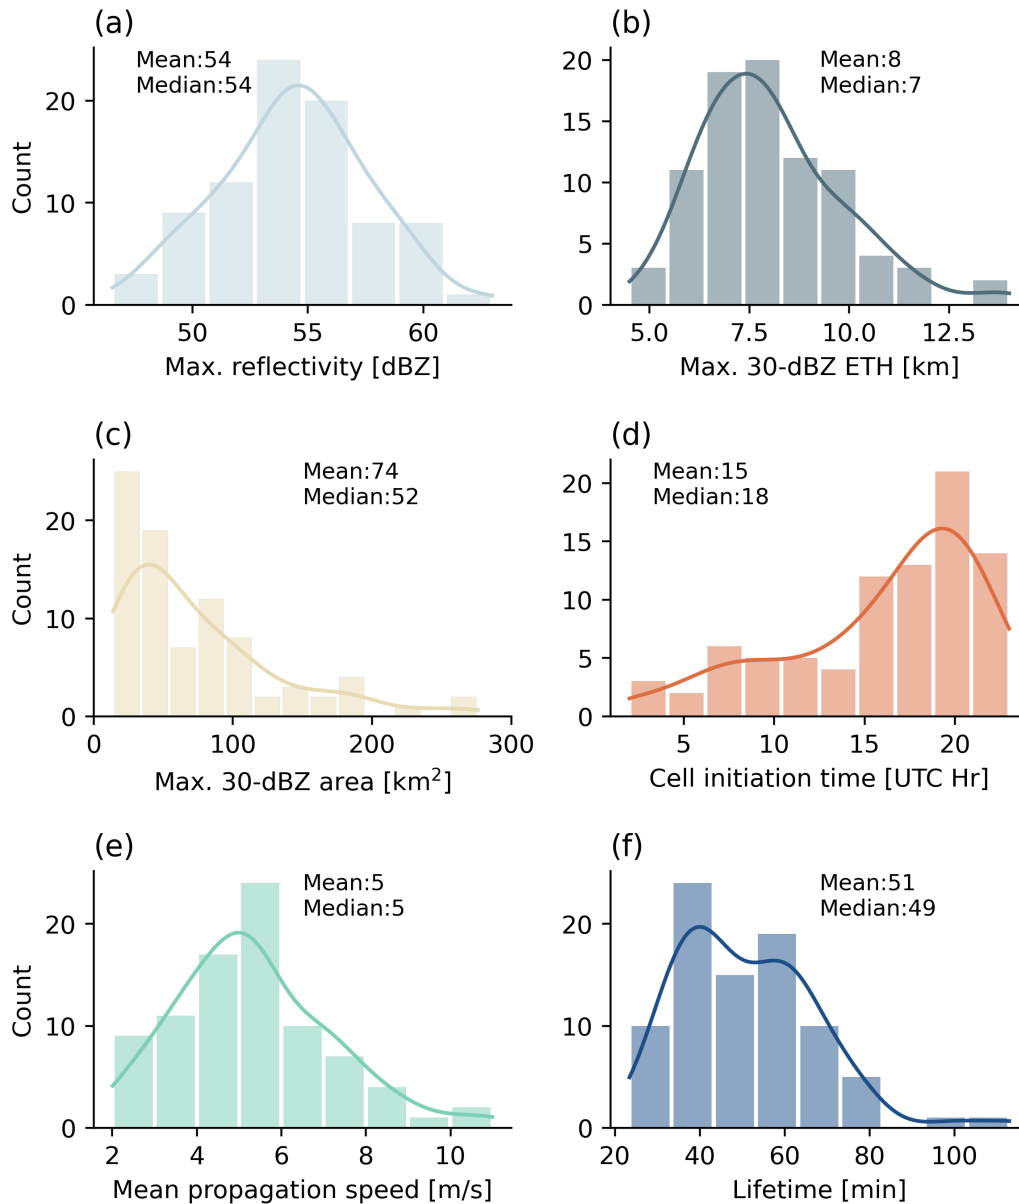 (a)
Mean:54
Median:54
Count
20
10
0
50
55
60
Max. reflectivity [dBZ]
(b)
Mean:8
Median:7
20
15
10
5
0
5.0
7.5
10.0
12.5
Max. 30-dBZ ETH [km]
(c)
Mean:74
Median:52
Count
20
10
0
0
100
200
300
Max. 30-dBZ area [km²]
(d)
Mean:15
Median:18
20
15
10
5
0
5
10
15
20
Cell initiation time [UTC Hr]
(e)
Mean:5
Median:5
Count
20
10
0
2
4
6
8
10
Mean propagation speed [m/s]
(f)
Mean:51
Median:49
20
10
0
20
40
60
80
100
Lifetime [min]